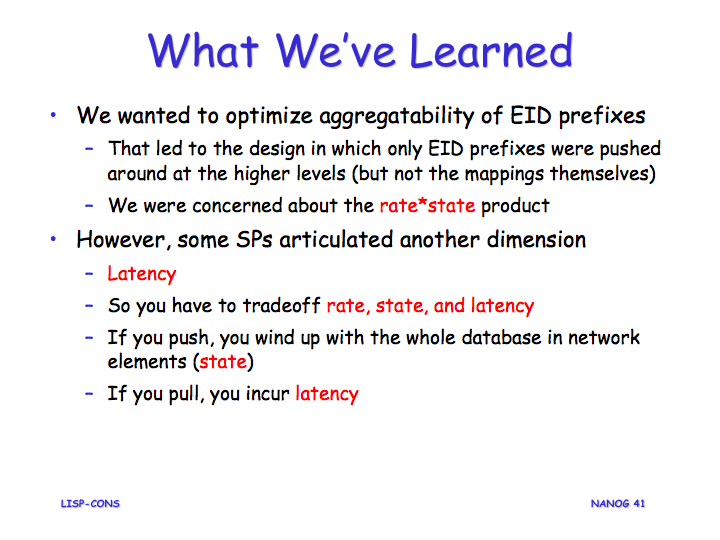 What We've Learned
• We wanted to optimize aggregatability of EID prefixes
– That led to the design in which only EID prefixes were pushed
around at the higher levels (but not the mappings themselves)
– We were concerned about the rate*state product
• However, some SPs articulated another dimension
– Latency
– So you have to tradeoff rate, state, and latency
– If you push, you wind up with the whole database in network
elements (state)
– If you pull, you incur latency
LISP-CONS
NANOG 41